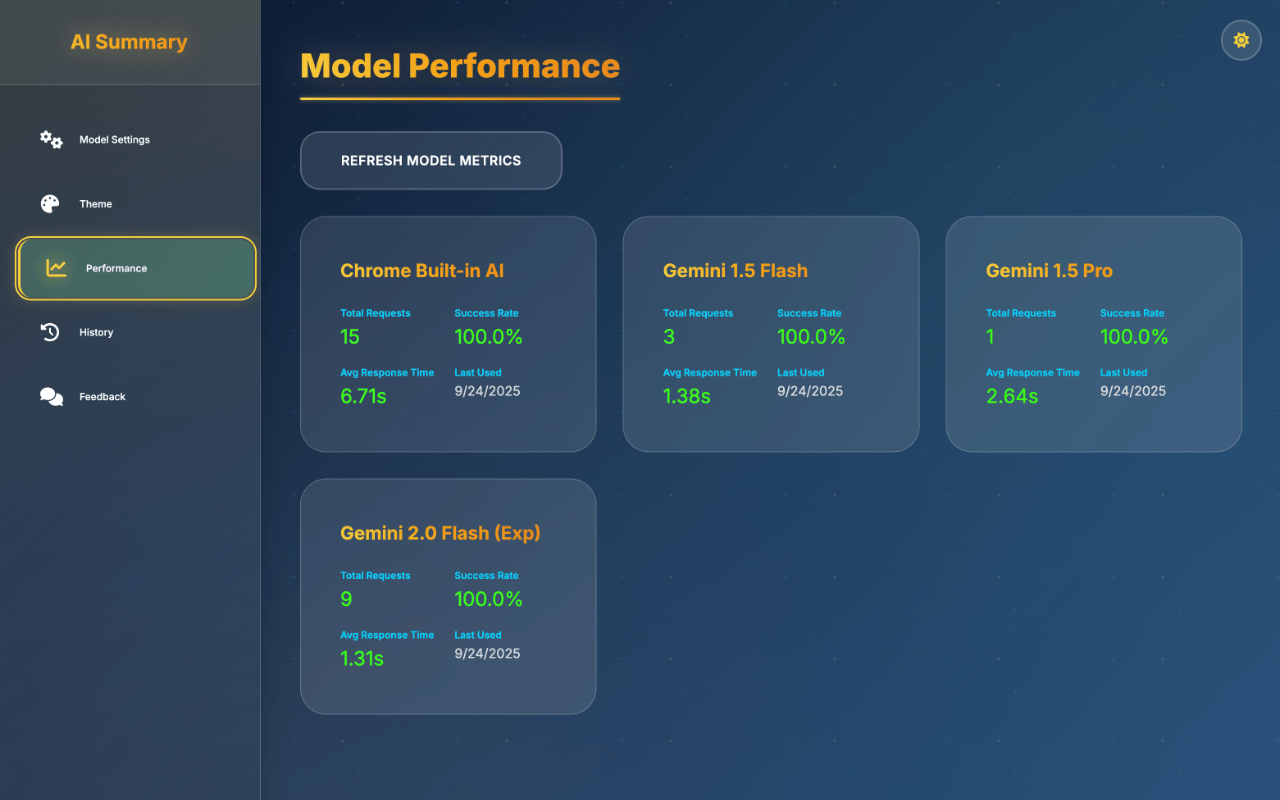 AI Summary
Model Settings
Theme
Performance
History
Feedback
Model Performance
REFRESH MODEL METRICS
Chrome Built-in AI
Total Requests
Success Rate
15
100.0%
Avg Response Time
Last Used
6.71s
9/24/2025
Gemini 1.5 Flash
Total Requests
Success Rate
3
100.0%
Avg Response Time
Last Used
1.38s
9/24/2025
Gemini 1.5 Pro
Total Requests
Success Rate
1
100.0%
Avg Response Time
Last Used
2.64s
9/24/2025
Gemini 2.0 Flash (Exp)
Total Requests
Success Rate
9
100.0%
Avg Response Time
Last Used
1.31s
9/24/2025